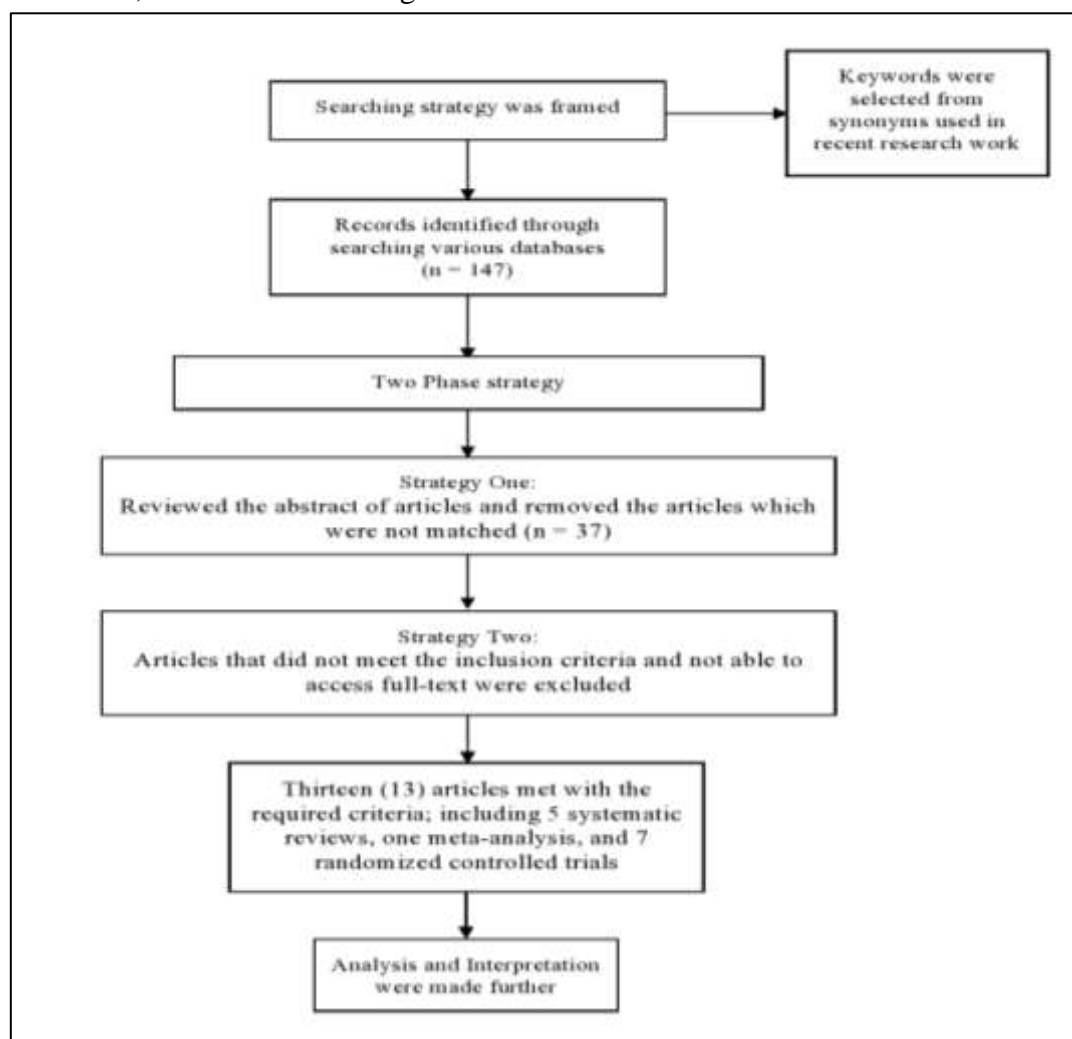 Searching strategy was framed
Keywords were
selected from
synonyms used in
recent research work
Records identified through
searching various databases
(n = 147)
Two Phase strategy
Strategy One:
Reviewed the abstract of articles and removed the articles which
were not matched (n = 37)
Strategy Two:
Articles that did not meet the inclusion criteria and not able to
access full-text were excluded
Thirteen (13) articles met with the
required criteria; including 5 systematic
reviews, one meta-analysis, and 7
randomized controlled trials
Analysis and Interpretation
were made further